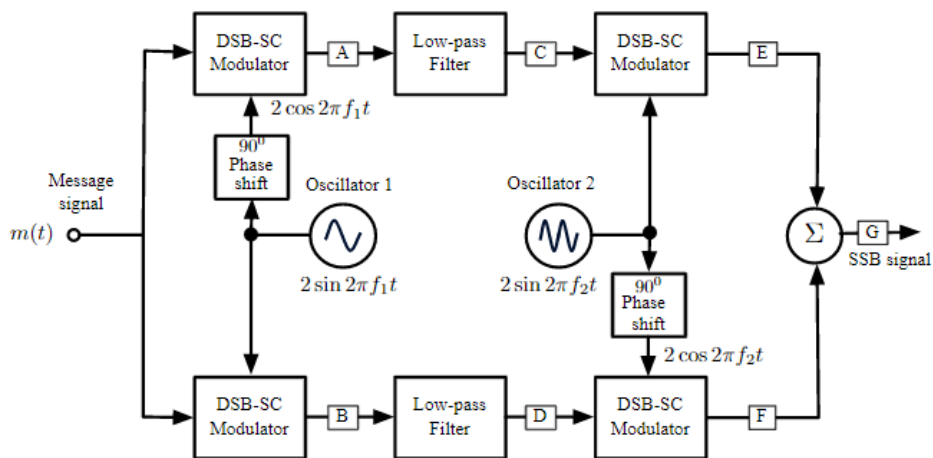 DSB-SC
Modulator
A
Low-pass
Filter
C
DSB-SC
Modulator
E
2 cos 2πf₁t
90⁰
Phase
shift
Message
signal
m(t)
Oscillator 1
2 sin 2πf₁t
Oscillator 2
2 sin 2πf₂t
Σ
G
SSB signal
90⁰
Phase
shift
2 cos 2πf₂t
DSB-SC
Modulator
B
Low-pass
Filter
D
DSB-SC
Modulator
F